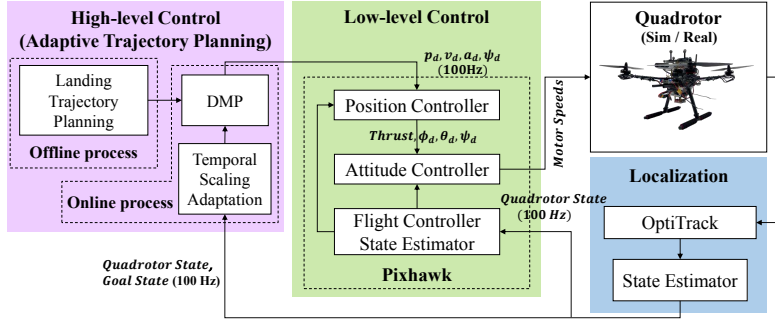 High-level Control
(Adaptive Trajectory Planning)
Landing
Trajectory
Planning
Offline process
DMP
Temporal
Scaling
Adaptation
Online process
Quadrotor State,
Goal State (100 Hz)
Low-level Control
p_d, v_d, a_d, ψ_d
(100Hz)
Position Controller
Thrust, ϕ_d, θ_d, ψ_d
Attitude Controller
Flight Controller
State Estimator
Pixhawk
Motor Speeds
Quadrotor State
(100 Hz)
Quadrotor
(Sim / Real)
Localization
OptiTrack
State Estimator